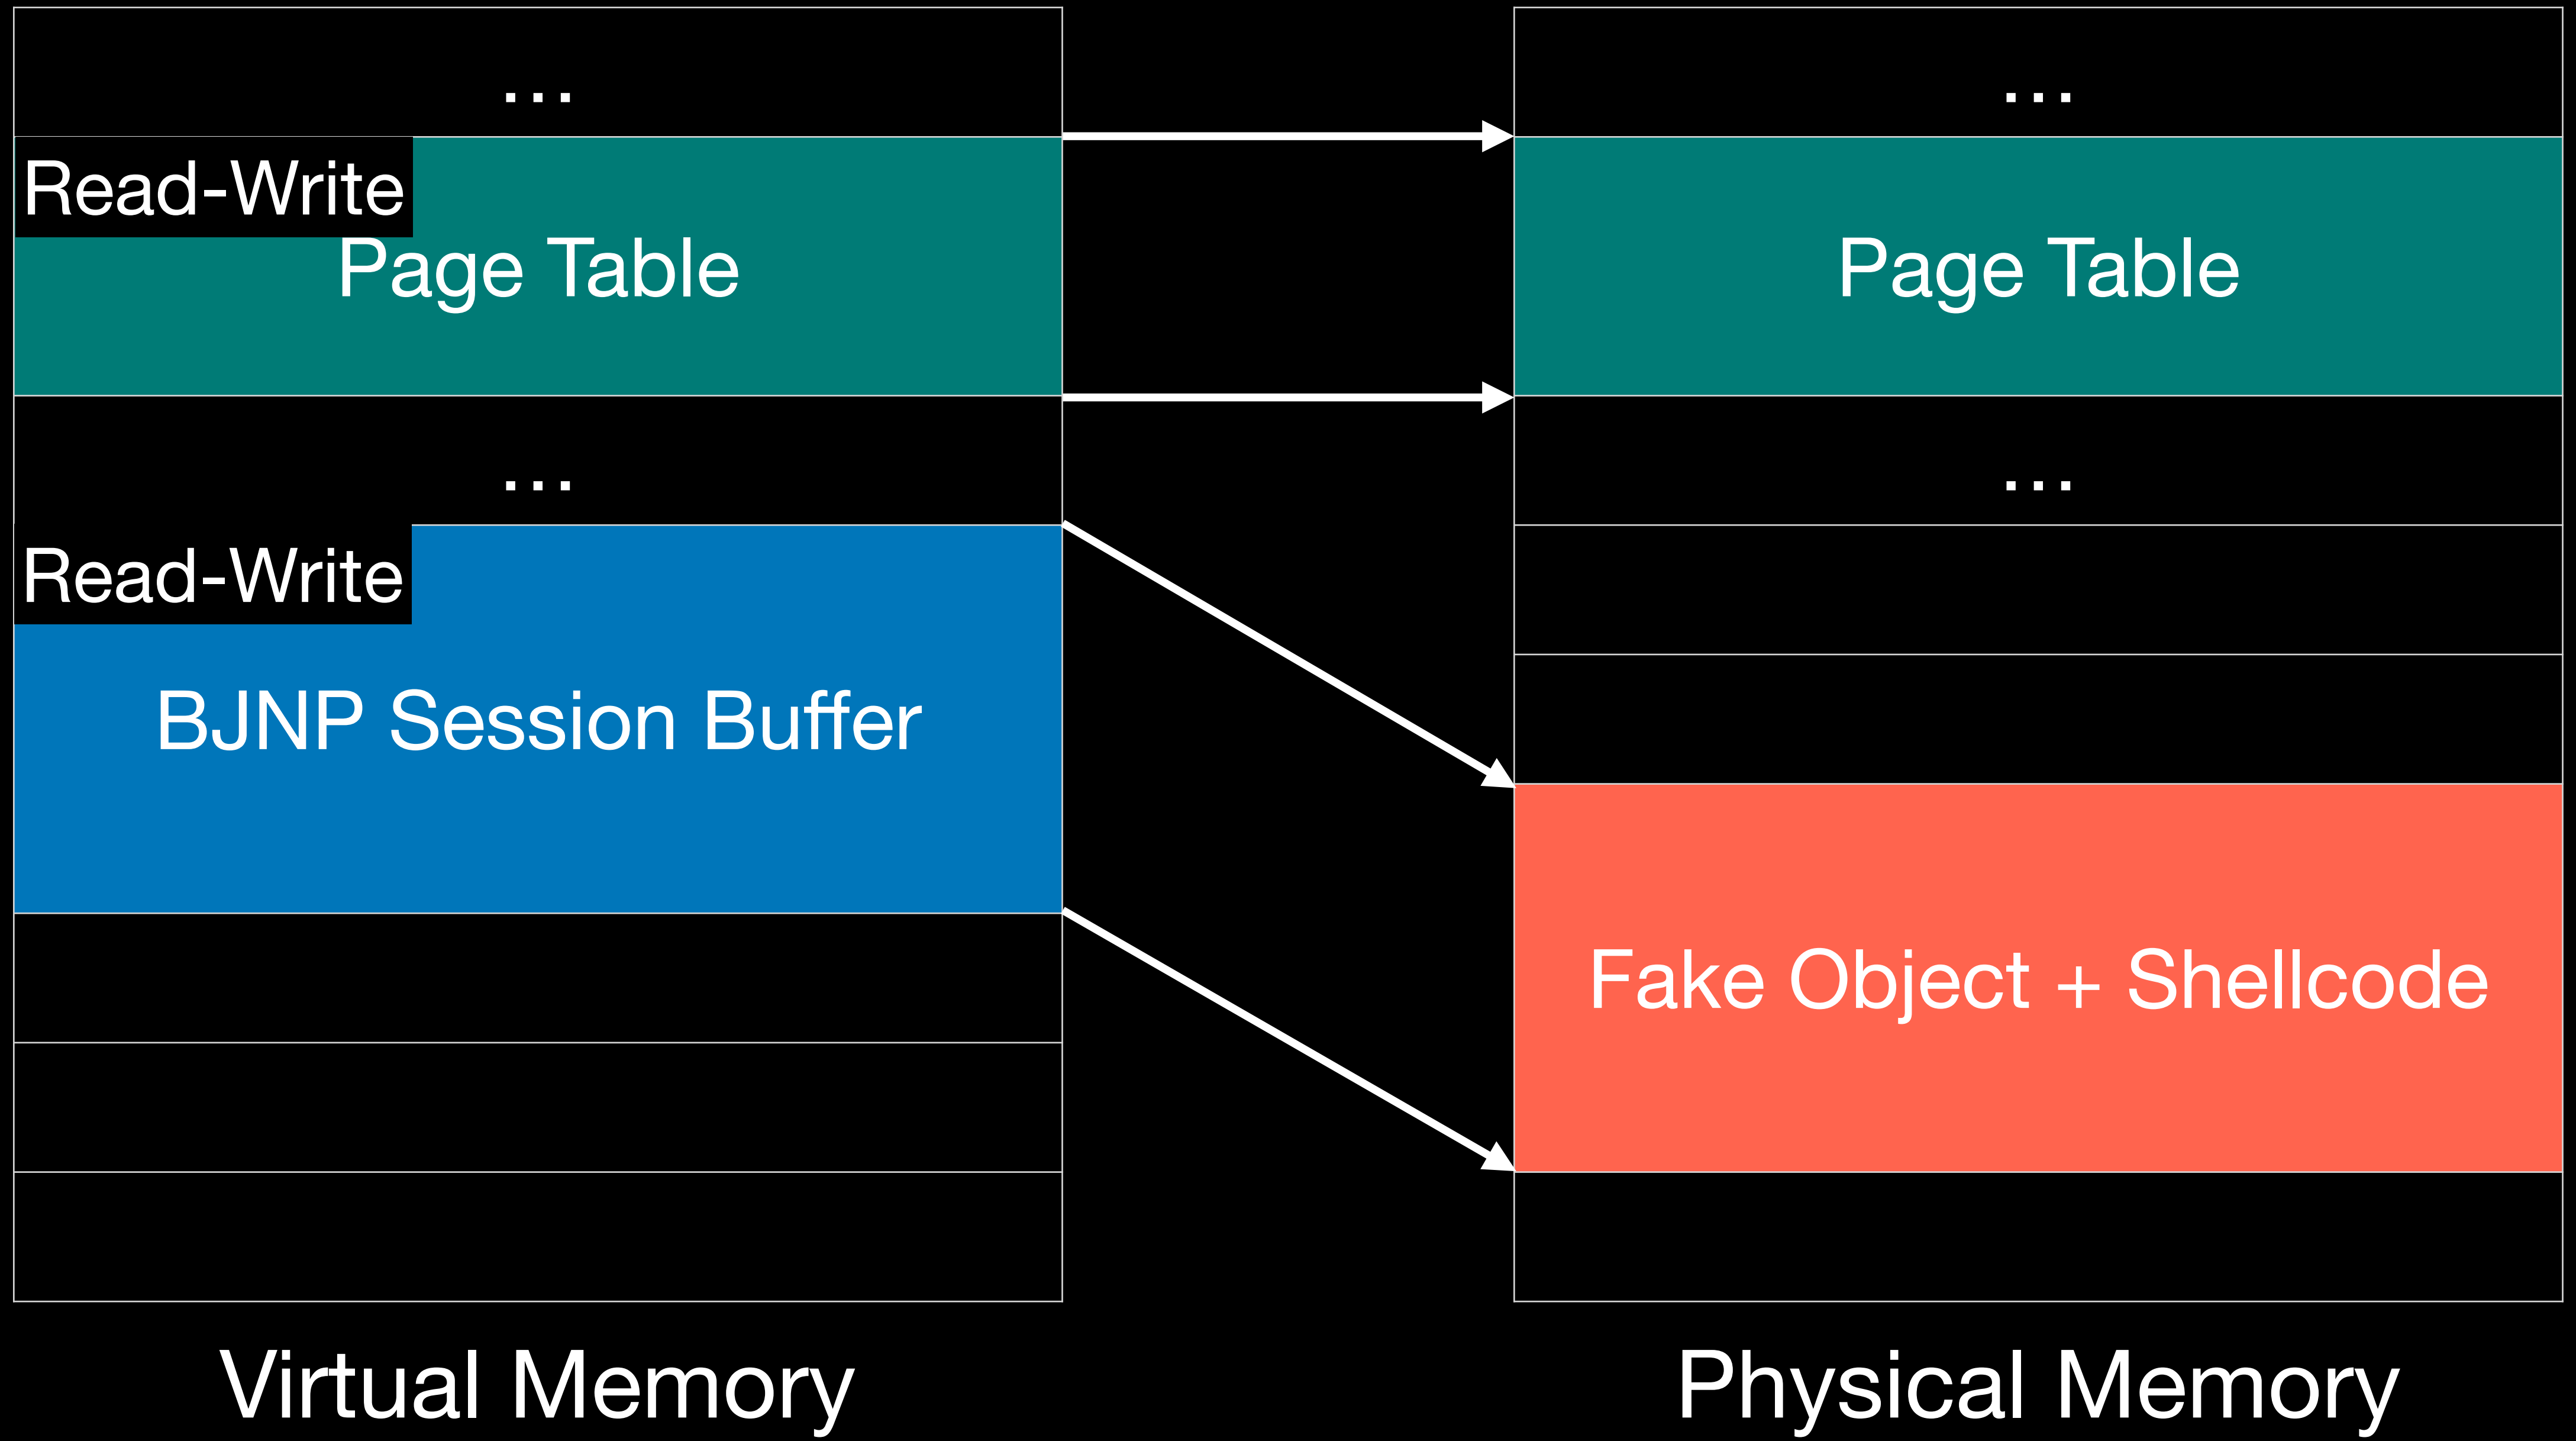 ...
...
Read-Write
Page Table
Page Table
...
...
Read-Write
BJNP Session Buffer
Fake Object + Shellcode
Virtual Memory
Physical Memory